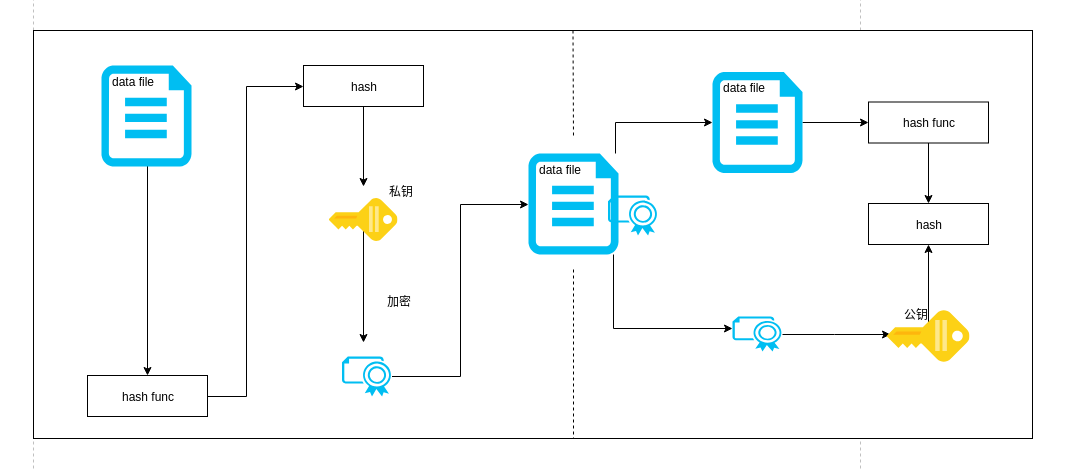 data file
hash
私钥
加密
hash func
data file
data file
hash func
hash
公钥